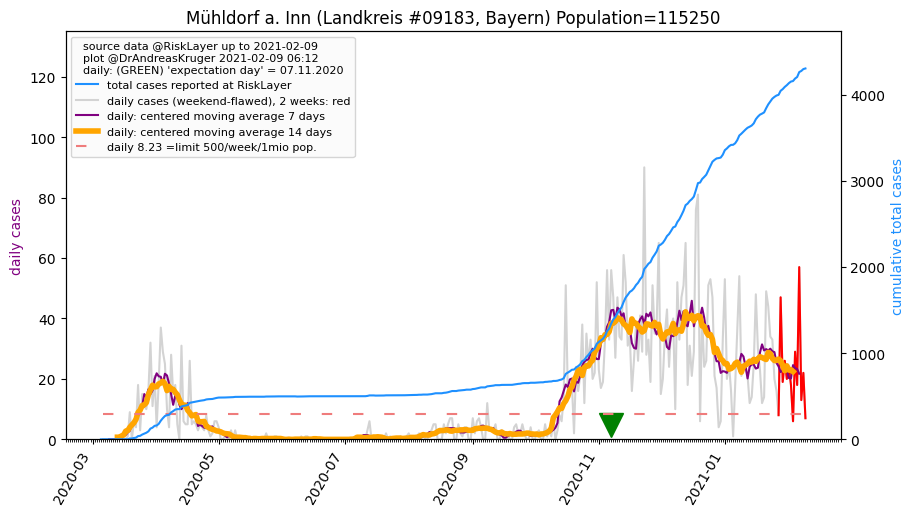 Mühldorf a. Inn (Landkreis #09183, Bayern) Population=115250
source data @RiskLayer up to 2021-02-09
plot @DrAndreasKruger 2021-02-09 06:12
daily: (GREEN) 'expectation day' = 07.11.2020
total cases reported at RiskLayer
daily cases (weekend-flawed), 2 weeks: red
daily: centered moving average 7 days
daily: centered moving average 14 days
daily 8.23 =limit 500/week/1mio pop.
daily cases
120
100
80
60
40
20
0
4000
3000
2000
1000
0
cumulative total cases
2020-03
2020-05
2020-07
2020-09
2020-11
2021-01